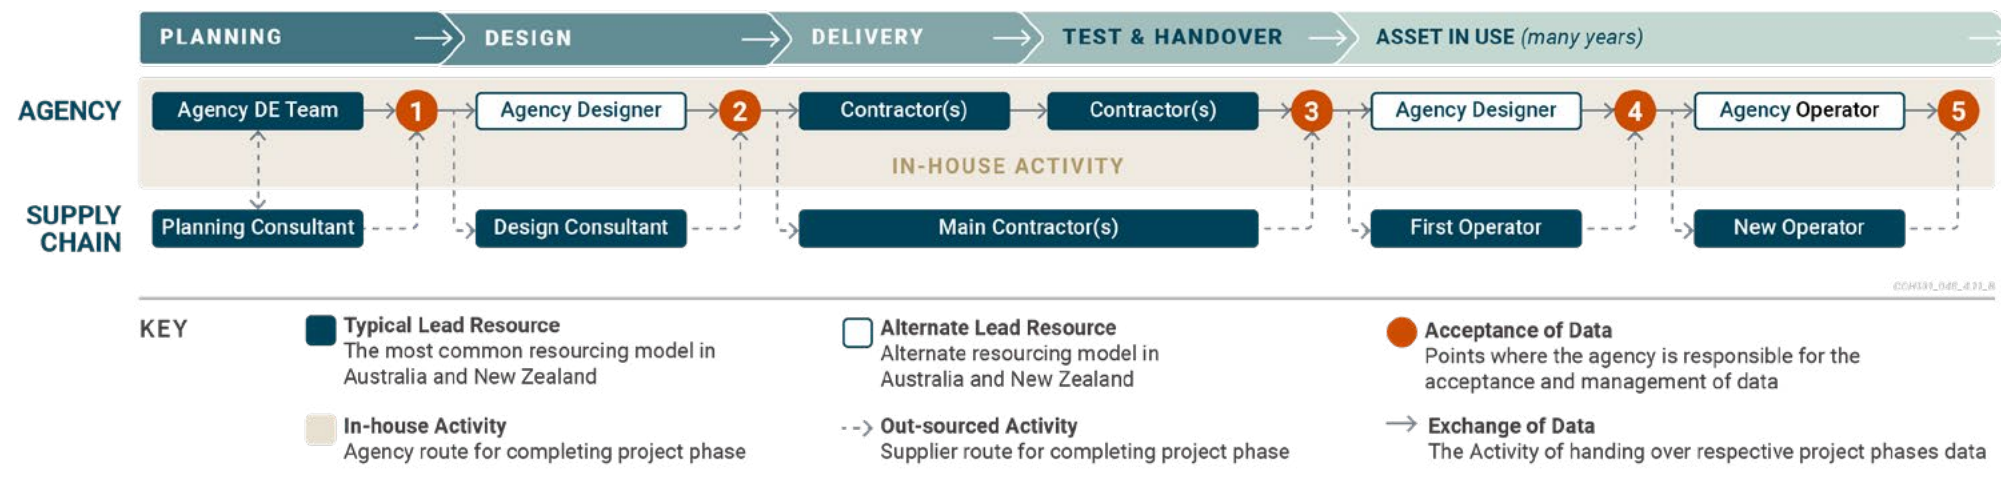 PLANNING
DESIGN
DELIVERY
TEST & HANDOVER
ASSET IN USE (many years)
AGENCY
Agency DE Team
1
Agency Designer
2
Contractor(s)
Contractor(s)
3
Agency Designer
4
Agency Operator
5
IN-HOUSE ACTIVITY
SUPPLY
CHAIN
Planning Consultant
Design Consultant
Main Contractor(s)
First Operator
New Operator
KEY
Typical Lead Resource
The most common resourcing model in
Australia and New Zealand
Alternate Lead Resource
Alternate resourcing model in
Australia and New Zealand
Acceptance of Data
Points where the agency is responsible for the
acceptance and management of data
In-house Activity
Agency route for completing project phase
Out-sourced Activity
Supplier route for completing project phase
Exchange of Data
The Activity of handing over respective project phases data